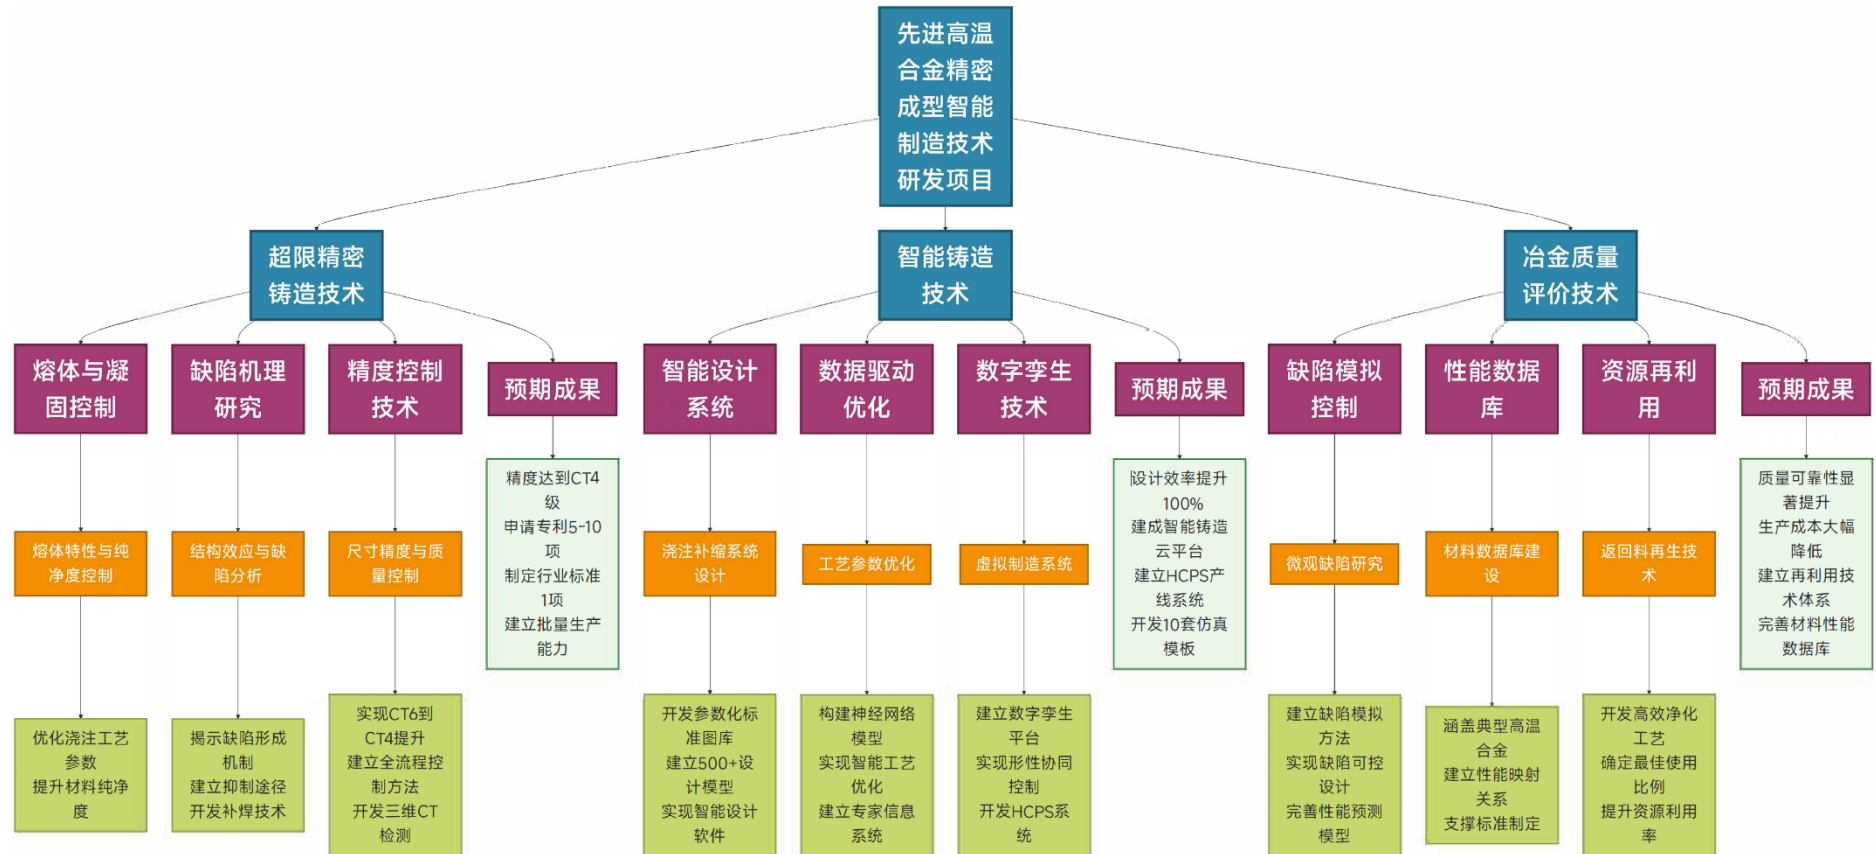 先进高温
合金精密
成型智能
制造技术
研发项目
超限精密
铸造技术
智能铸造
技术
冶金质量
评价技术
熔体与凝
固控制
缺陷机理
研究
精度控制
技术
预期成果
智能设计
系统
数据驱动
优化
数字孪生
技术
预期成果
缺陷模拟
控制
性能数据
库
资源再利
用
预期成果
精度达到CT4
级
申请专利5-10
项
制定行业标准
1项
建立批量生产
能力
设计效率提升
100%
建成智能铸造
云平台
建立HCPS产
线系统
开发10套仿真
模板
质量可靠性显
著提升
生产成本大幅
降低
建立再利用技
术体系
完善材料性能
数据库
熔体特性与纯
净度控制
结构效应与缺
陷分析
尺寸精度与质
量控制
浇注补缩系统
设计
工艺参数优化
虚拟制造系统
微观缺陷研究
材料数据库建
设
返回料再生技
术
优化浇注工艺
参数
提升材料纯净
度
揭示缺陷形成
机制
建立抑制途径
开发补焊技术
实现CT6到
CT4提升
建立全流程控
制方法
开发三维CT
检测
开发参数化标
准图库
建立500+设
计模型
实现智能设计
软件
构建神经网络
模型
实现智能工艺
优化
建立专家信息
系统
建立数字孪生
平台
实现形性协同
控制
开发HCPS系
统
建立缺陷模拟
方法
实现缺陷可控
设计
完善性能预测
模型
涵盖典型高温
合金
建立性能映射
关系
支撑标准制定
开发高效净化
工艺
确定最佳使用
比例
提升资源利用
率